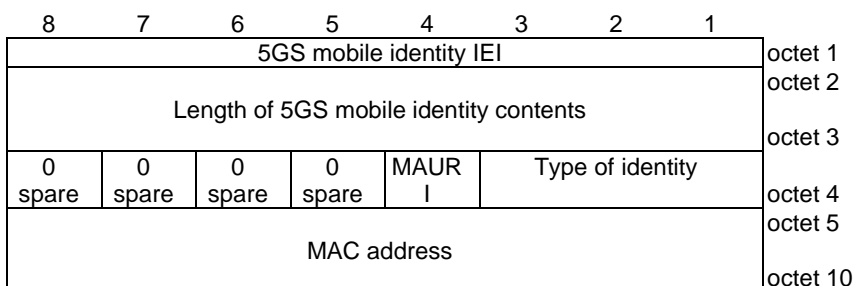 8 7 6 5 4 3 2 1
5GS mobile identity IEI octet 1
octet 2
Length of 5GS mobile identity contents
octet 3
0 0 0 0 MAUR Type of identity
spare spare spare spare I octet 4
octet 5
MAC address
octet 10